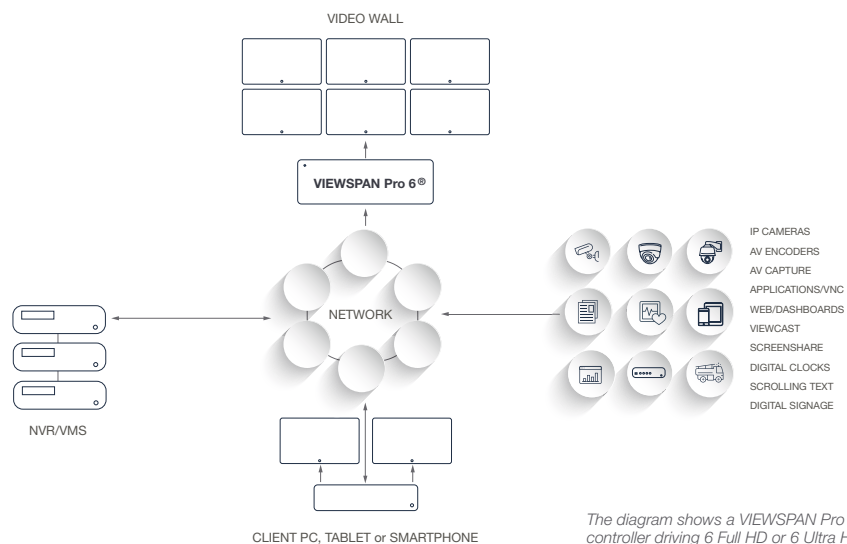 VIDEO WALL
VIEWSPAN Pro 6®
NETWORK
NVR/VMS
IP CAMERAS
AV ENCODERS
AV CAPTURE
APPLICATIONS/VNC
WEB/DASHBOARDS
VIEWCAST
SCREENSHARE
DIGITAL CLOCKS
SCROLLING TEXT
DIGITAL SIGNAGE
CLIENT PC, TABLET or SMARTPHONE
The diagram shows a VIEWSPAN Pro
controller driving 6 Full HD or 6 Ultra H